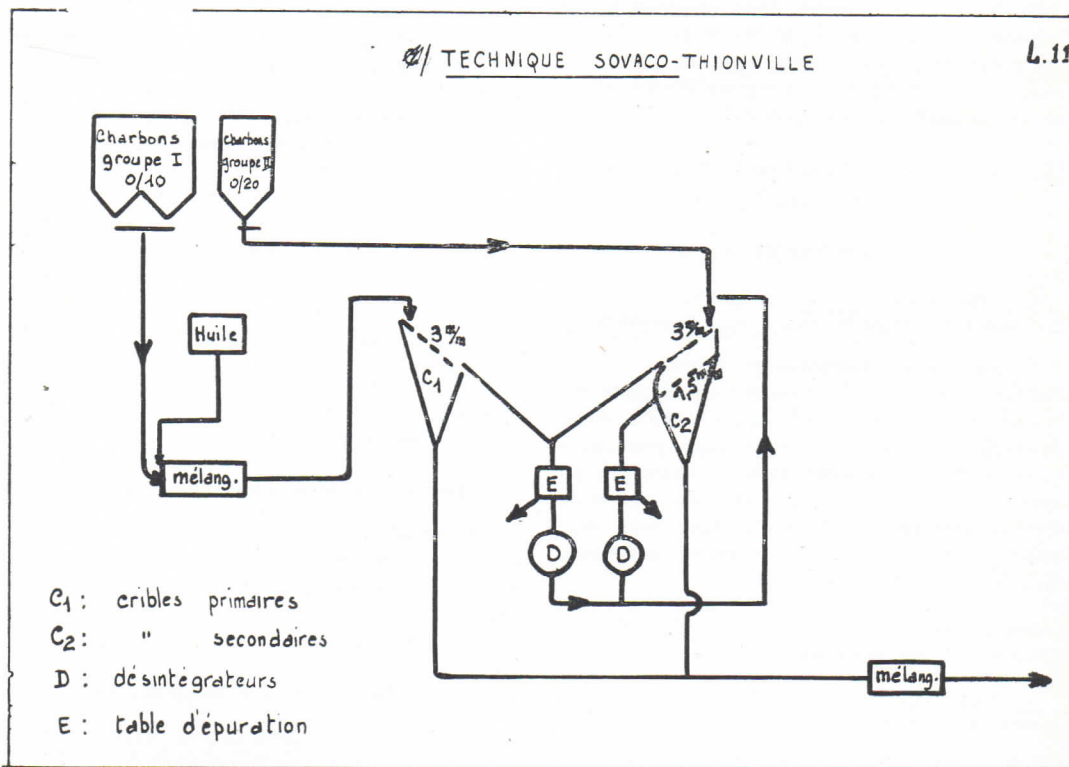 TECHNIQUE SOVACO-THIONVILLE
L.11
Charbons
groupe I
0/10
Charbons
groupe II
0/20
Huile
3 m/m
3 m/m
C1
C2
mélang.
E
E
D
D
C1 : cribles primaires
C2 : " secondaires
D : désintégrateurs
E : table d'épuration
mélang.